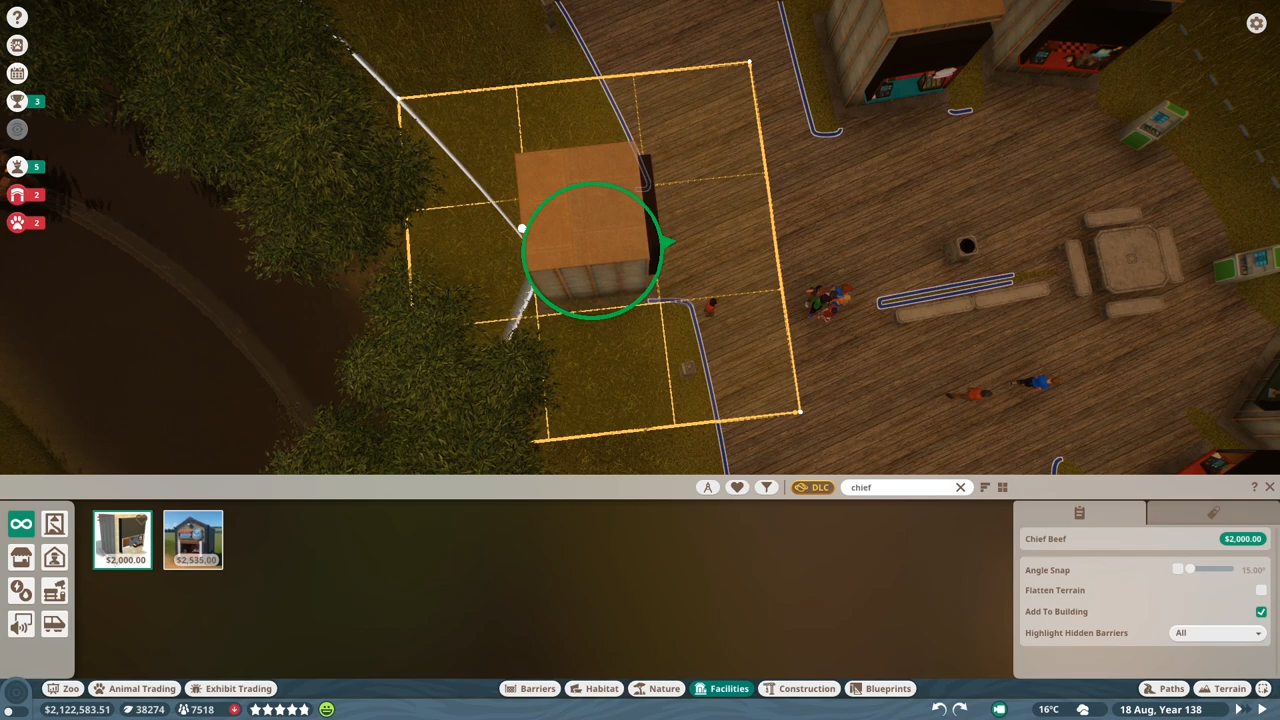 ?
3
5
2
2
DLC
chief
?
$2,000.00
$2,535.00
Chief Beef
$2,000.00
Angle Snap
15.00°
Flatten Terrain
Add To Building
Highlight Hidden Barriers
All
Zoo
Animal Trading
Exhibit Trading
Barriers
Habitat
Nature
Facilities
Construction
Blueprints
Paths
Terrain
$2,122,583.51
38274
7518
16°C
18 Aug, Year 138